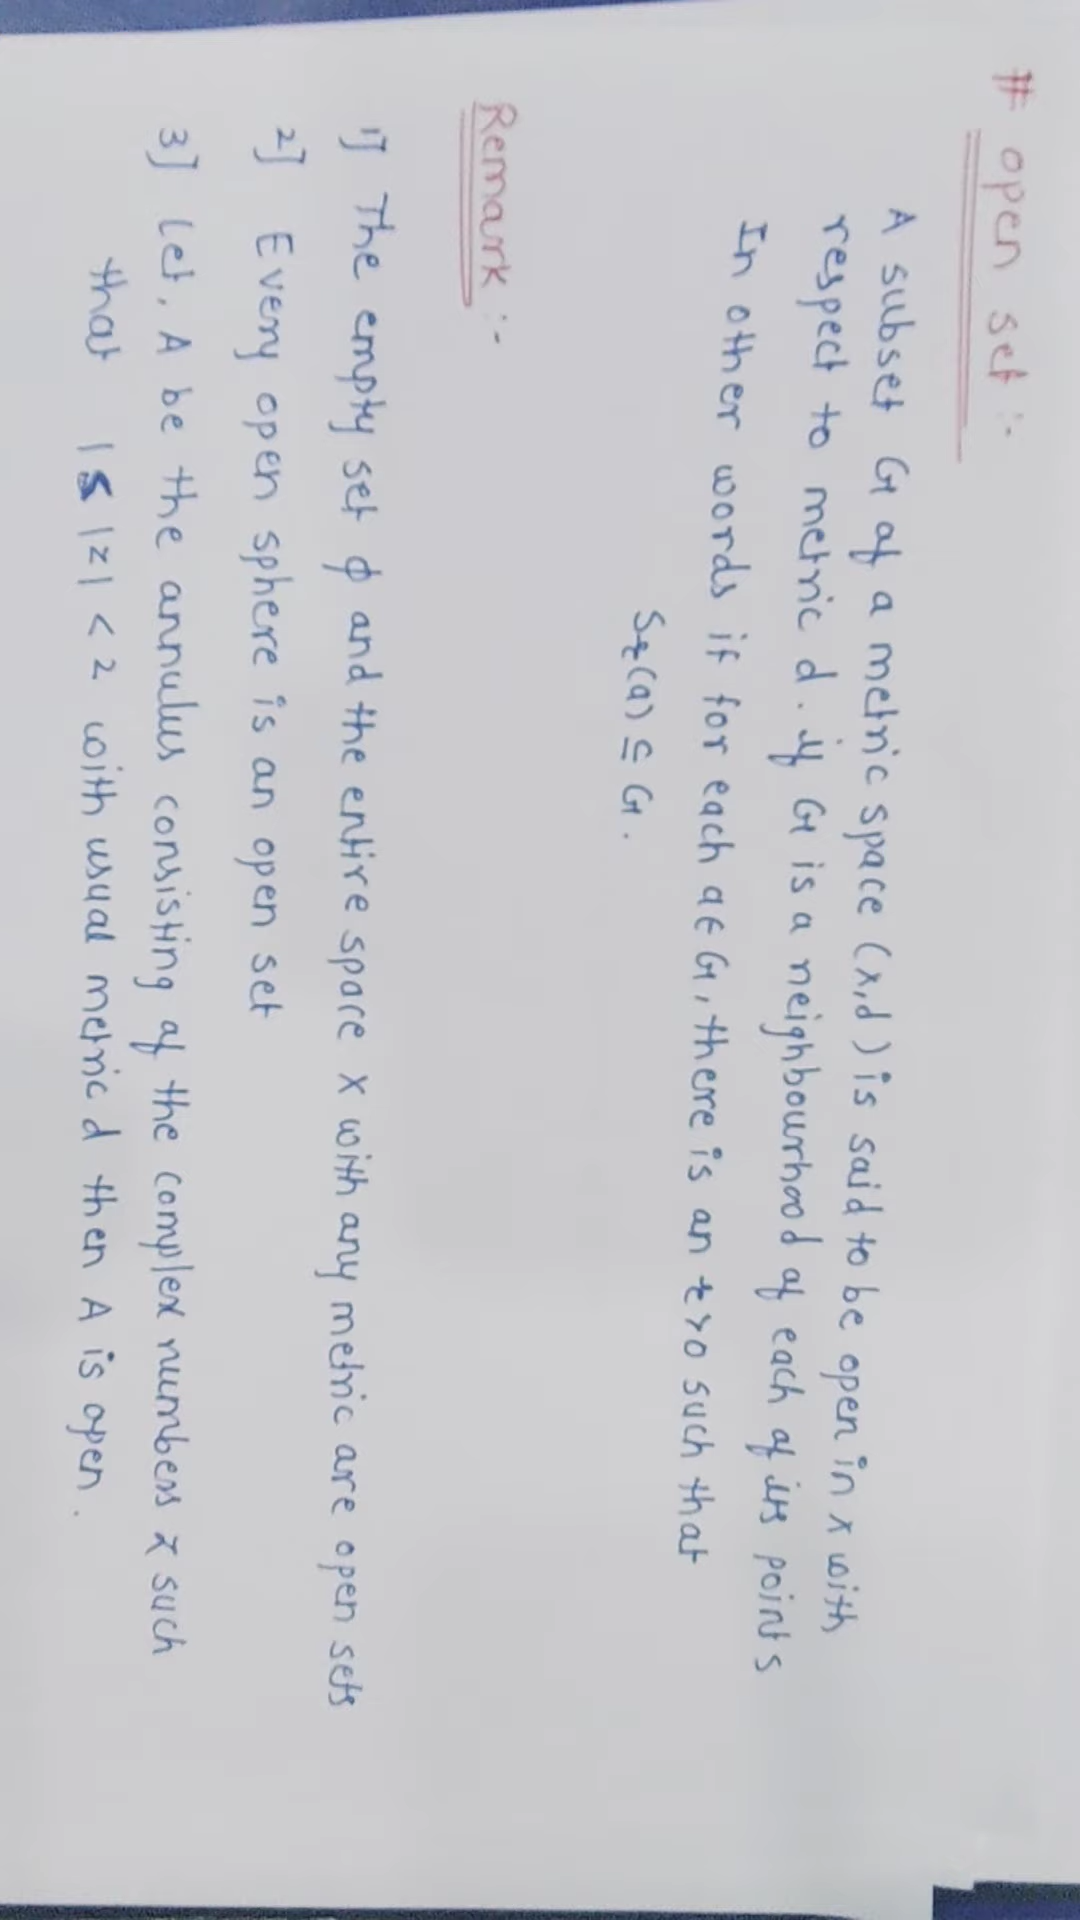 # open set :-
A subset G of a metric space (x,d) is said to be open in x with
respect to metric d. if G is a neighbourhood of each of its points
In other words if for each a∈G, there is an r>0 such that
Sr(a) ⊆ G.
Remark :-
1] The empty set ϕ and the entire space x with any metric are open sets
2] Every open sphere is an open set
3] Let, A be the annulus consisting of the complex numbers z such
that 1 ≤ |z| < 2 with usual metric d then A is open.